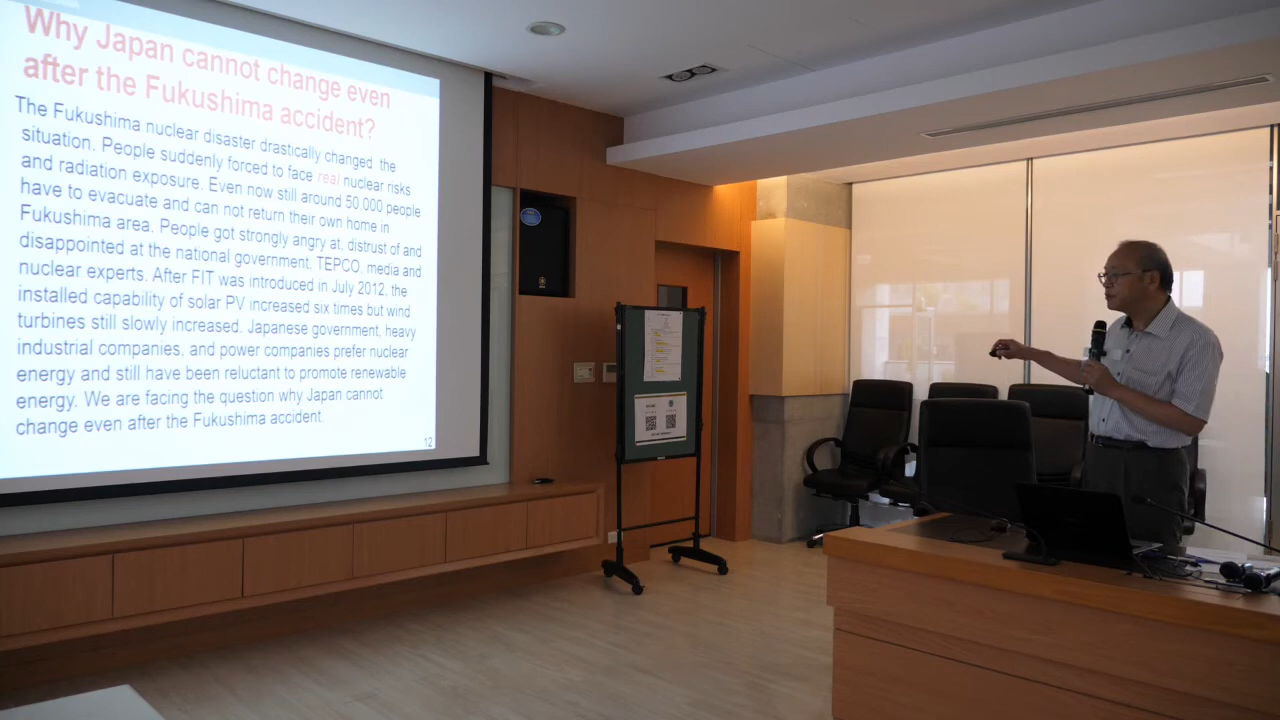 Why Japan cannot change even
after the Fukushima accident?
The Fukushima nuclear disaster drastically changed the
situation. People suddenly forced to face real nuclear risks
and radiation exposure. Even now still around 50.000 people
have to evacuate and can not return their own home in
Fukushima area. People got strongly angry at, distrust of and
disappointed at the national government, TEPCO, media and
nuclear experts. After FIT was introduced in July 2012, the
installed capability of solar PV increased six times but wind
turbines still slowly increased. Japanese government, heavy
industrial companies, and power companies prefer nuclear
energy and still have been reluctant to promote renewable
energy. We are facing the question why Japan cannot
change even after the Fukushima accident.
12